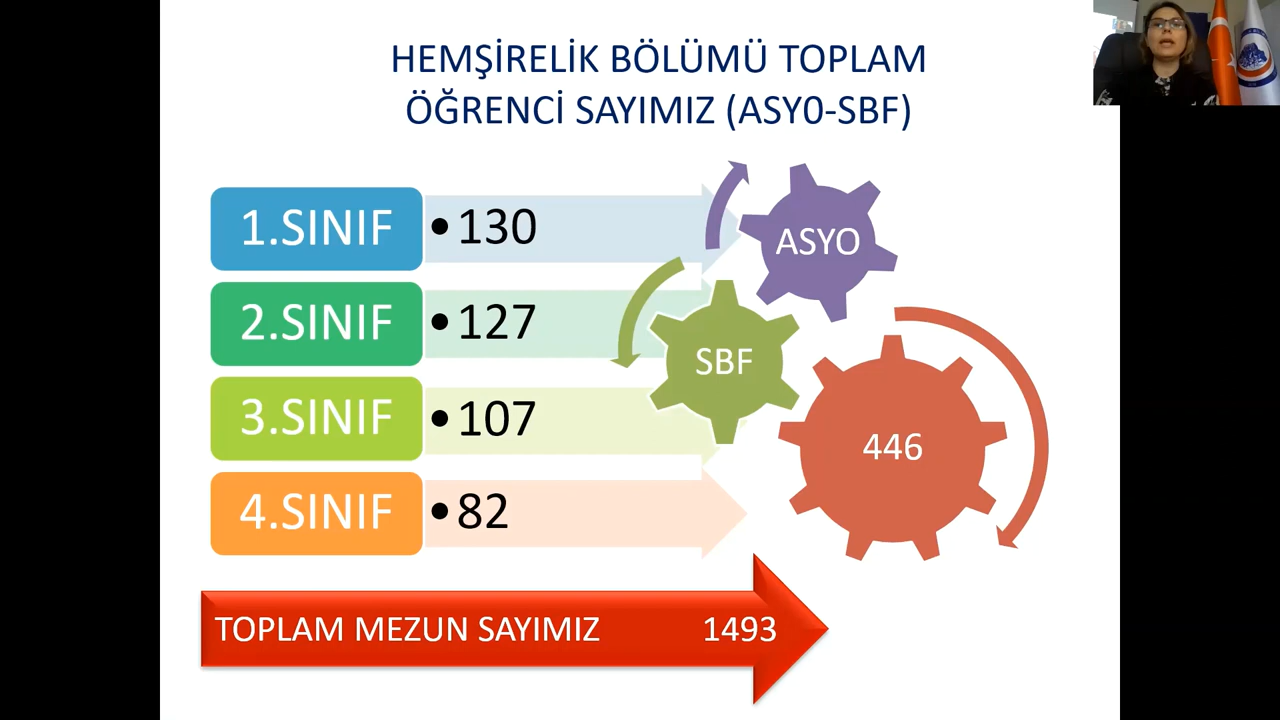 HEMŞİRELİK BÖLÜMÜ TOPLAM
ÖĞRENCİ SAYIMIZ (ASY0-SBF)
1.SINIF • 130
2.SINIF • 127
3.SINIF • 107
4.SINIF • 82
ASYO
SBF
446
TOPLAM MEZUN SAYIMIZ 1493